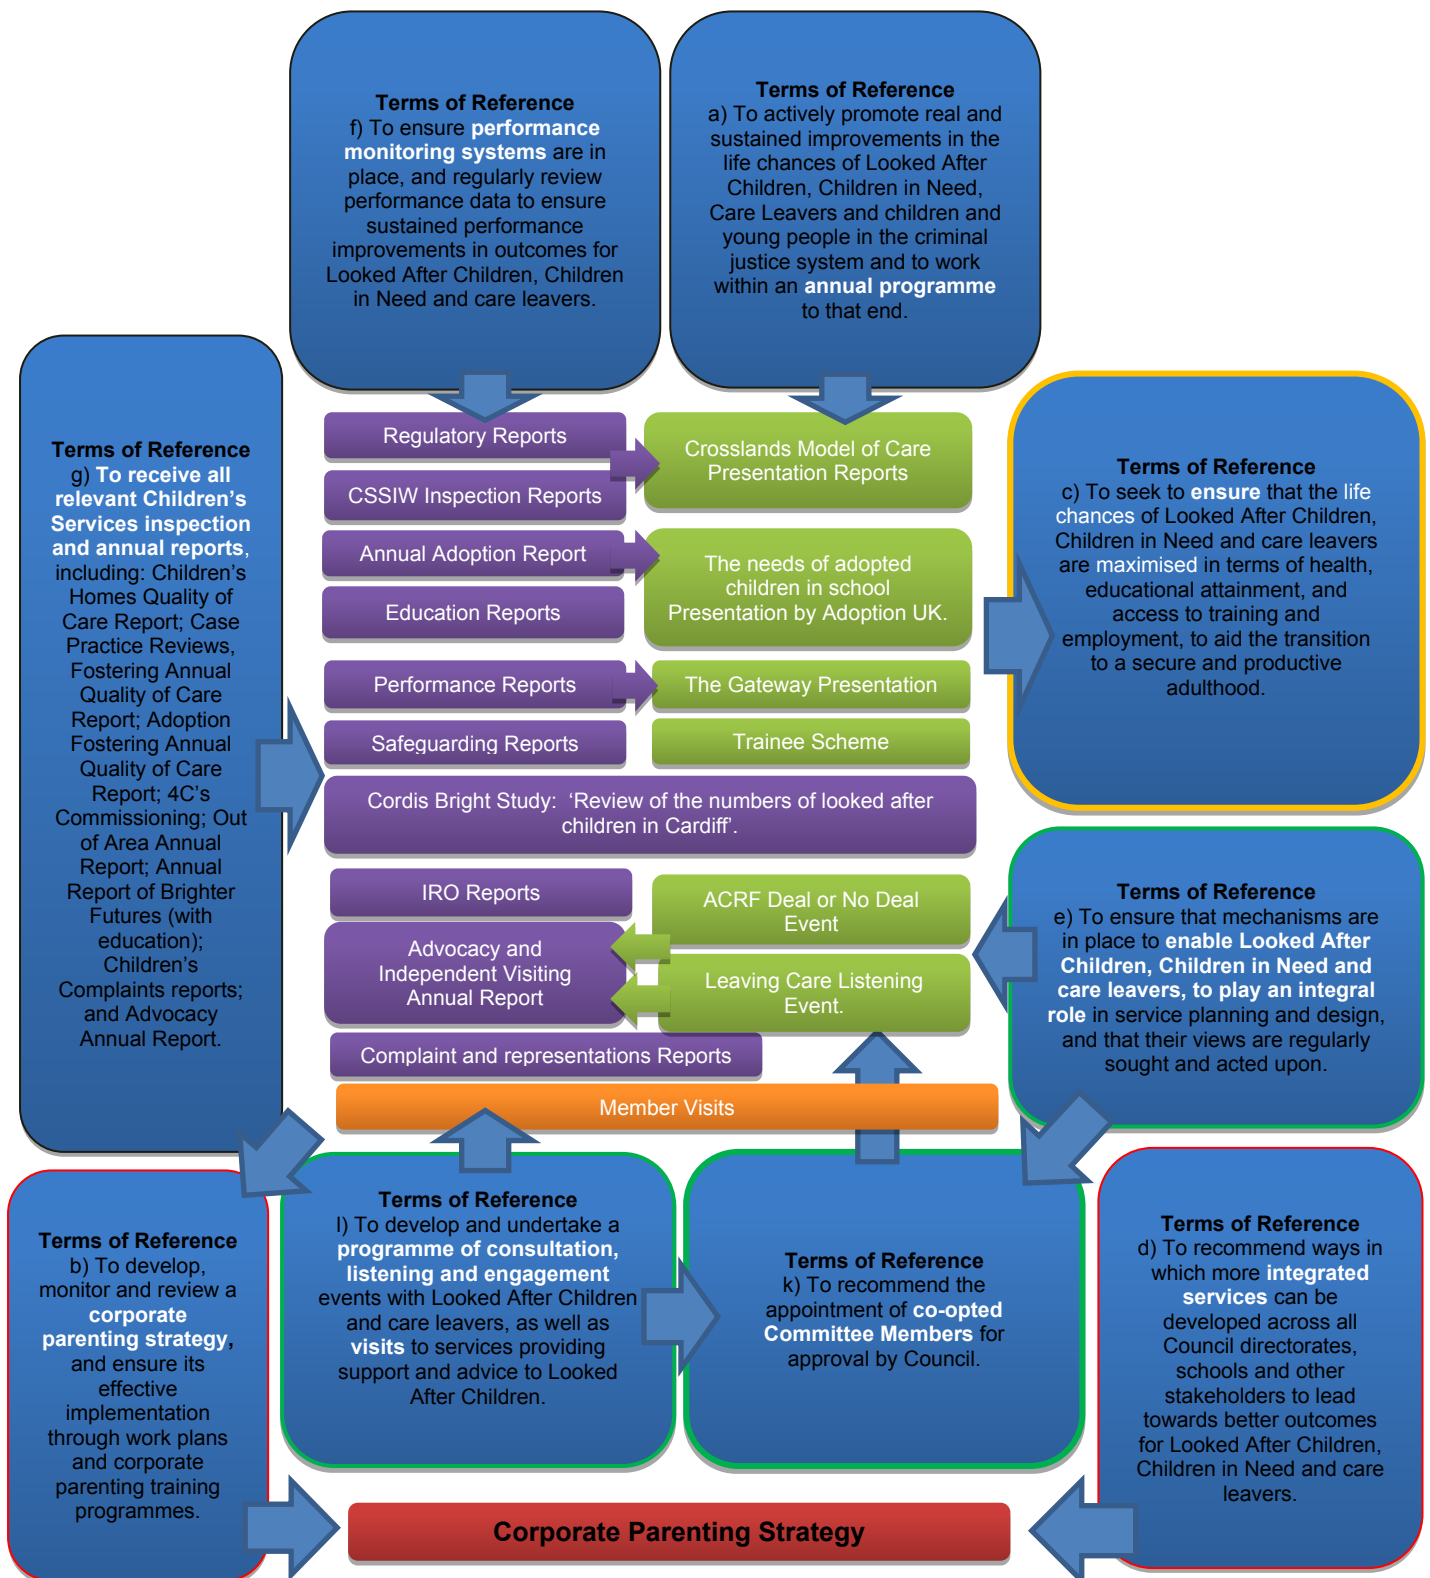 Terms of Reference
f) To ensure performance
monitoring systems are in
place, and regularly review
performance data to ensure
sustained performance
improvements in outcomes for
Looked After Children, Children
in Need and care leavers.
Terms of Reference
a) To actively promote real and
sustained improvements in the
life chances of Looked After
Children, Children in Need,
Care Leavers and children and
young people in the criminal
justice system and to work
within an annual programme
to that end.
Terms of Reference
g) To receive all
relevant Children’s
Services inspection
and annual reports,
including: Children’s
Homes Quality of
Care Report; Case
Practice Reviews,
Fostering Annual
Quality of Care
Report; Adoption
Fostering Annual
Quality of Care
Report; 4C’s
Commissioning; Out
of Area Annual
Report; Annual
Report of Brighter
Futures (with
education);
Children’s
Complaints reports;
and Advocacy
Annual Report.
Regulatory Reports
CSSIW Inspection Reports
Annual Adoption Report
Education Reports
Performance Reports
Safeguarding Reports
Crosslands Model of Care
Presentation Reports
The needs of adopted
children in school
Presentation by Adoption UK.
The Gateway Presentation
Trainee Scheme
Cordis Bright Study:  ‘Review of the numbers of looked after
children in Cardiff’.
IRO Reports
Advocacy and
Independent Visiting
Annual Report
ACRF Deal or No Deal
Event
Leaving Care Listening
Event.
Complaint and representations Reports
Member Visits
Terms of Reference
c) To seek to ensure that the life
chances of Looked After Children,
Children in Need and care leavers
are maximised in terms of health,
educational attainment, and
access to training and
employment, to aid the transition
to a secure and productive
adulthood.
Terms of Reference
e) To ensure that mechanisms are
in place to enable Looked After
Children, Children in Need and
care leavers, to play an integral
role in service planning and design,
and that their views are regularly
sought and acted upon.
Terms of Reference
b) To develop,
monitor and review a
corporate
parenting strategy,
and ensure its
effective
implementation
through work plans
and corporate
parenting training
programmes.
Terms of Reference
l) To develop and undertake a
programme of consultation,
listening and engagement
events with Looked After Children
and care leavers, as well as
visits to services providing
support and advice to Looked
After Children.
Terms of Reference
k) To recommend the
appointment of co-opted
Committee Members for
approval by Council.
Terms of Reference
d) To recommend ways in
which more integrated
services can be
developed across all
Council directorates,
schools and other
stakeholders to lead
towards better outcomes
for Looked After Children,
Children in Need and care
leavers.
Corporate Parenting Strategy